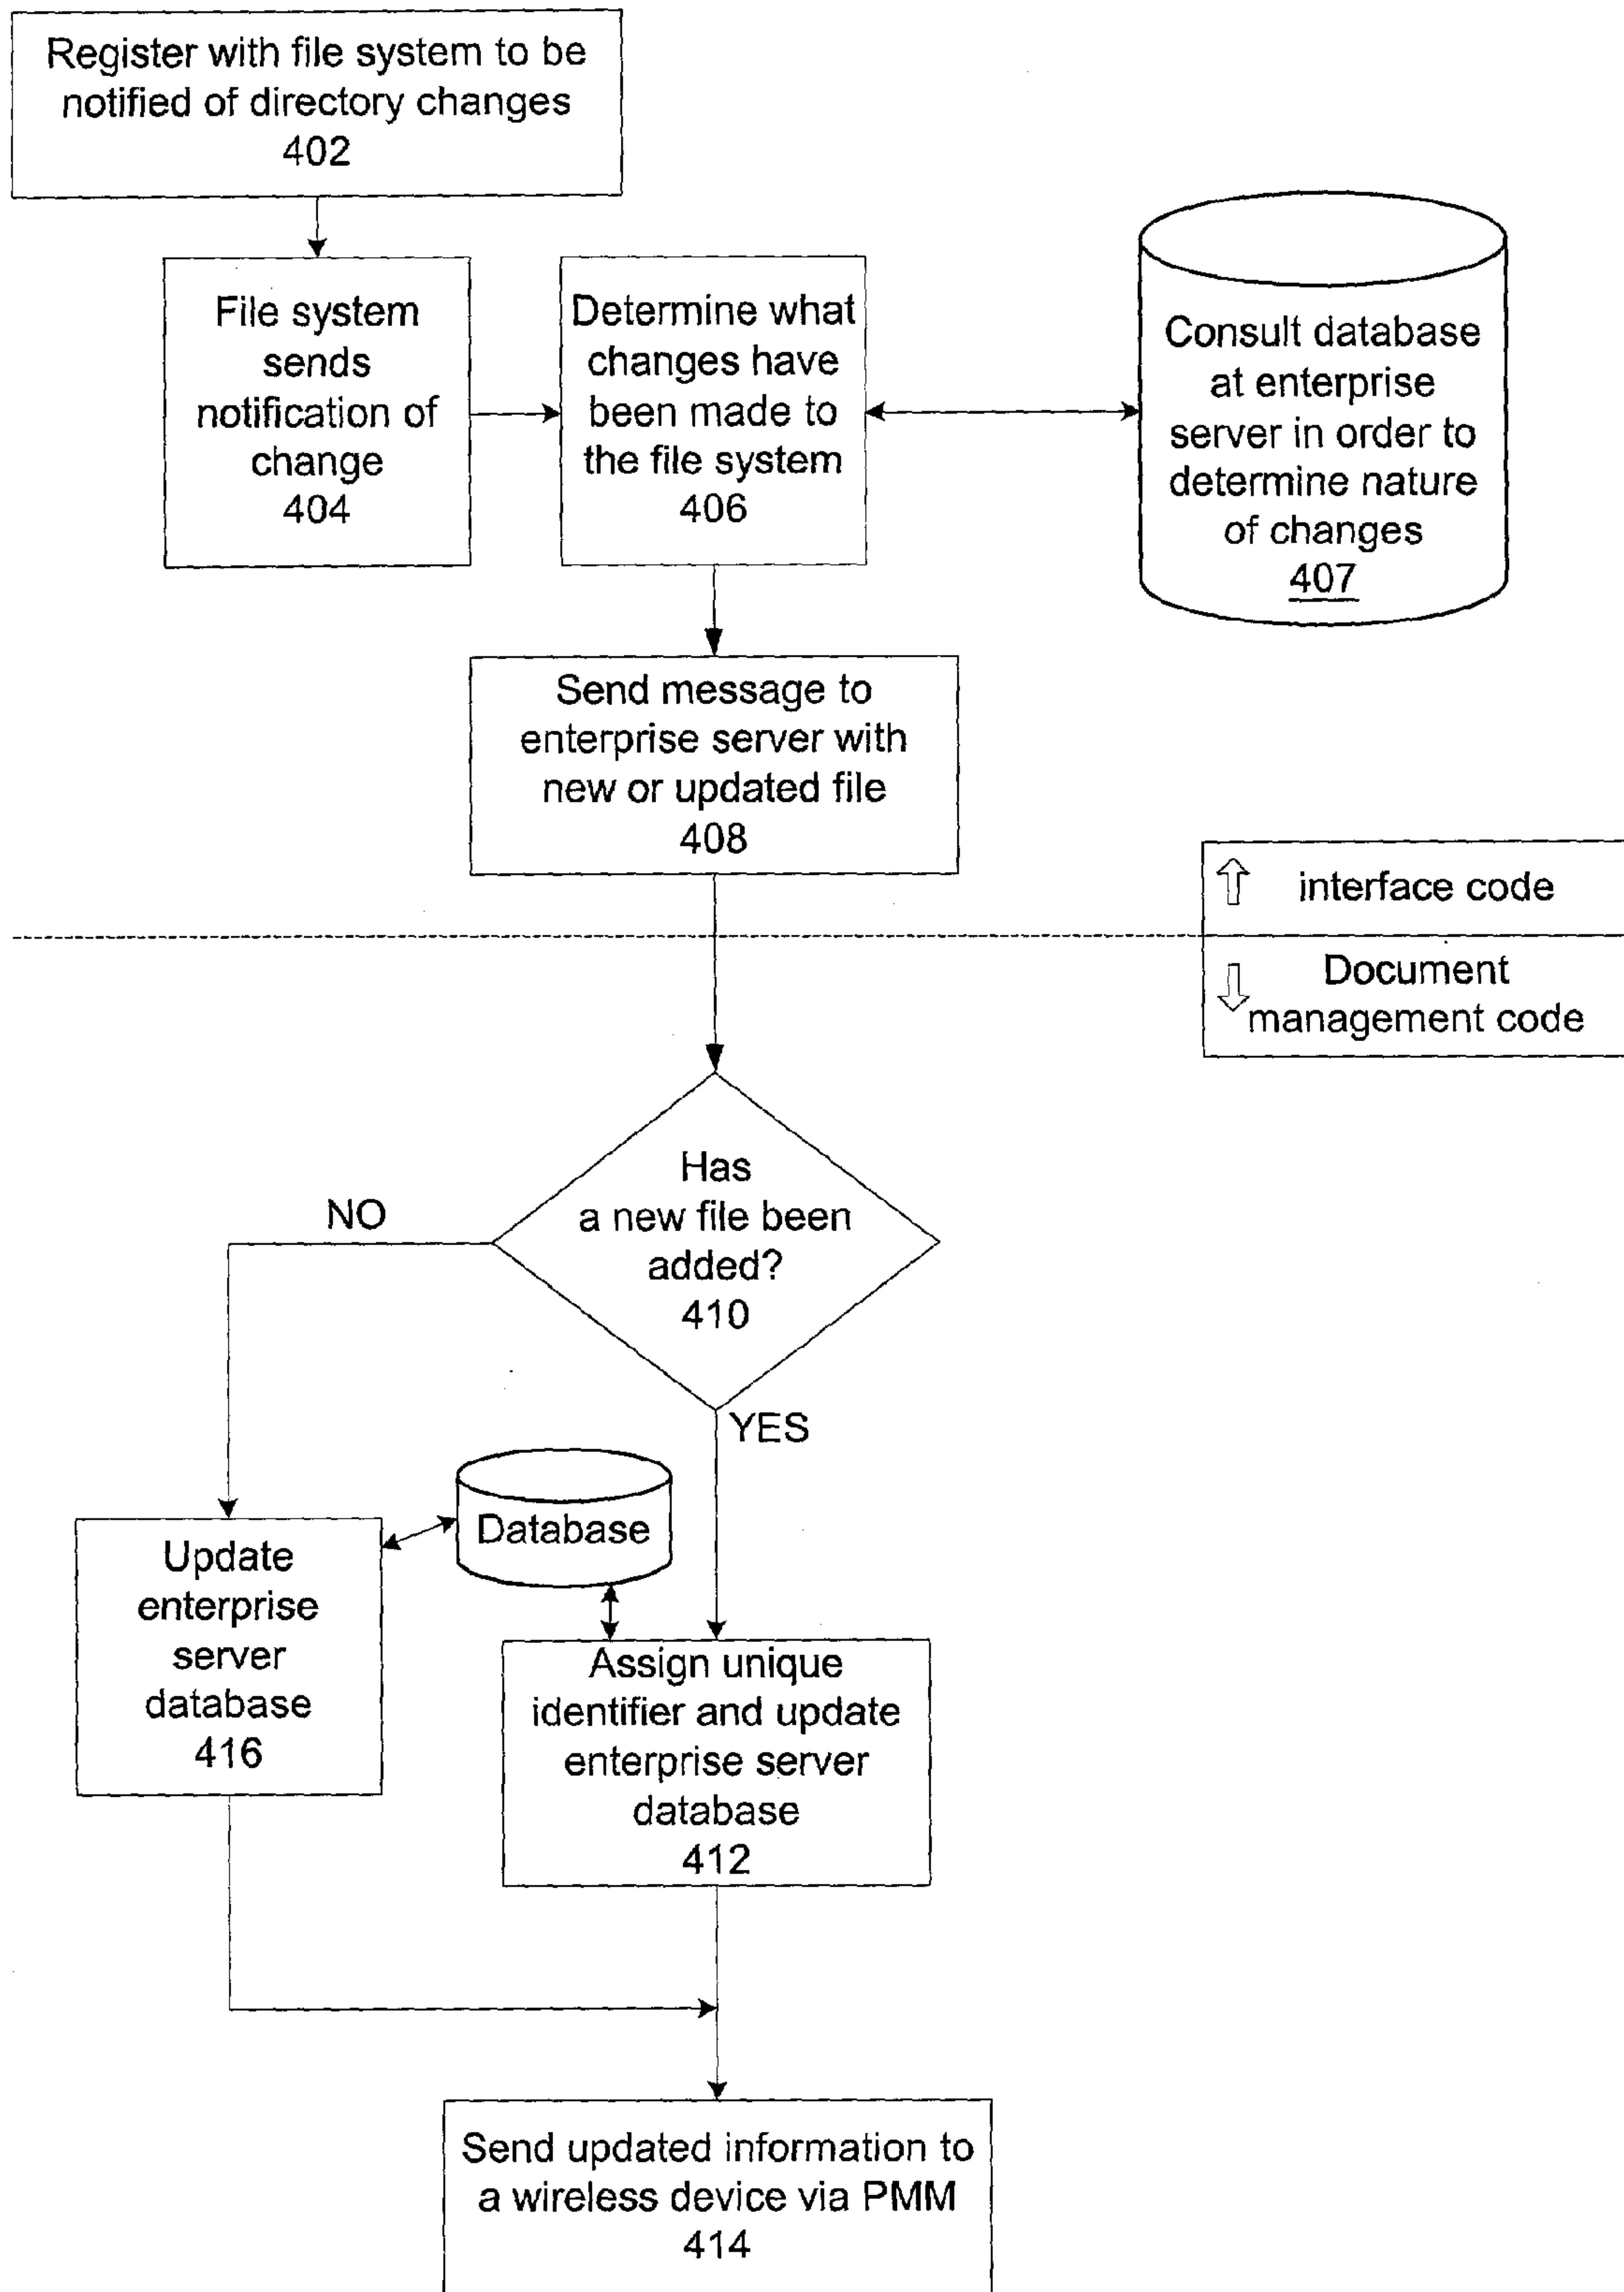 Register with file system to be
notified of directory changes
402
File system
sends
notification of
change
404
Determine what
changes have
been made to
the file system
406
Consult database
at enterprise
server in order to
determine nature
of changes
407
Send message to
enterprise server with
new or updated file
408
interface code
Document
management code
Has
a new file been
added?
410
NO
YES
Database
Update
enterprise
server
database
416
Assign unique
identifier and update
enterprise server
database
412
Send updated information to
a wireless device via PMM
414